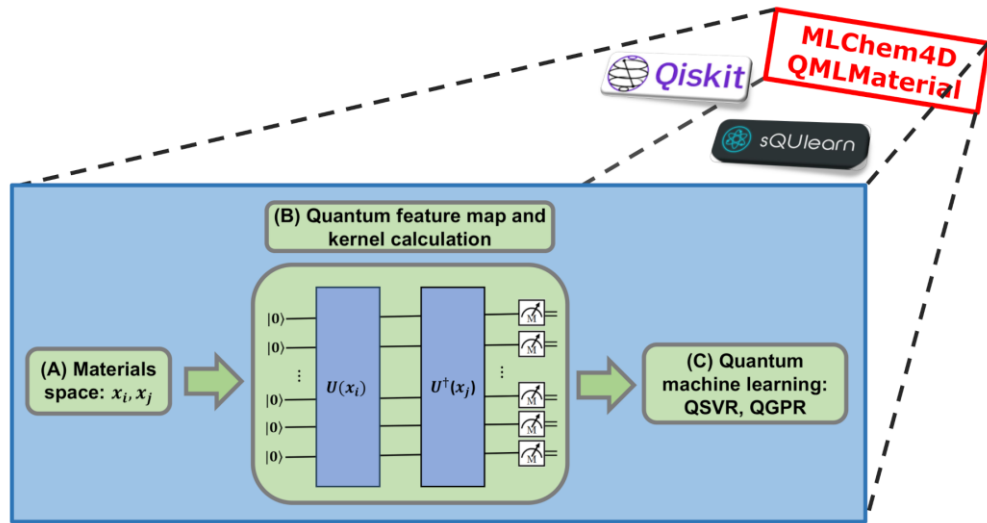 MLChem4D
QMLMaterial
Qiskit
sQUlearn
(B) Quantum feature map and
kernel calculation
(A) Materials
space: xᵢ, xⱼ
|0⟩
|0⟩
⋮
|0⟩
|0⟩
|0⟩
U(xᵢ)
U†(xⱼ)
⋮
M
M
M
M
M
(C) Quantum
machine learning:
QSVR, QGPR